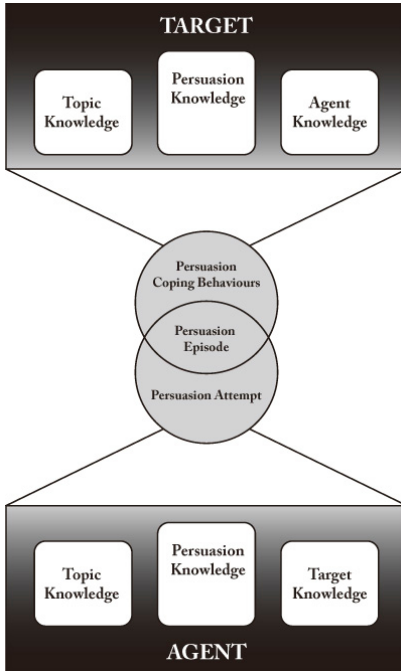 TARGET
Topic
Knowledge
Persuasion
Knowledge
Agent
Knowledge
Persuasion
Coping Behaviours
Persuasion
Episode
Persuasion Attempt
Topic
Knowledge
Persuasion
Knowledge
Target
Knowledge
AGENT